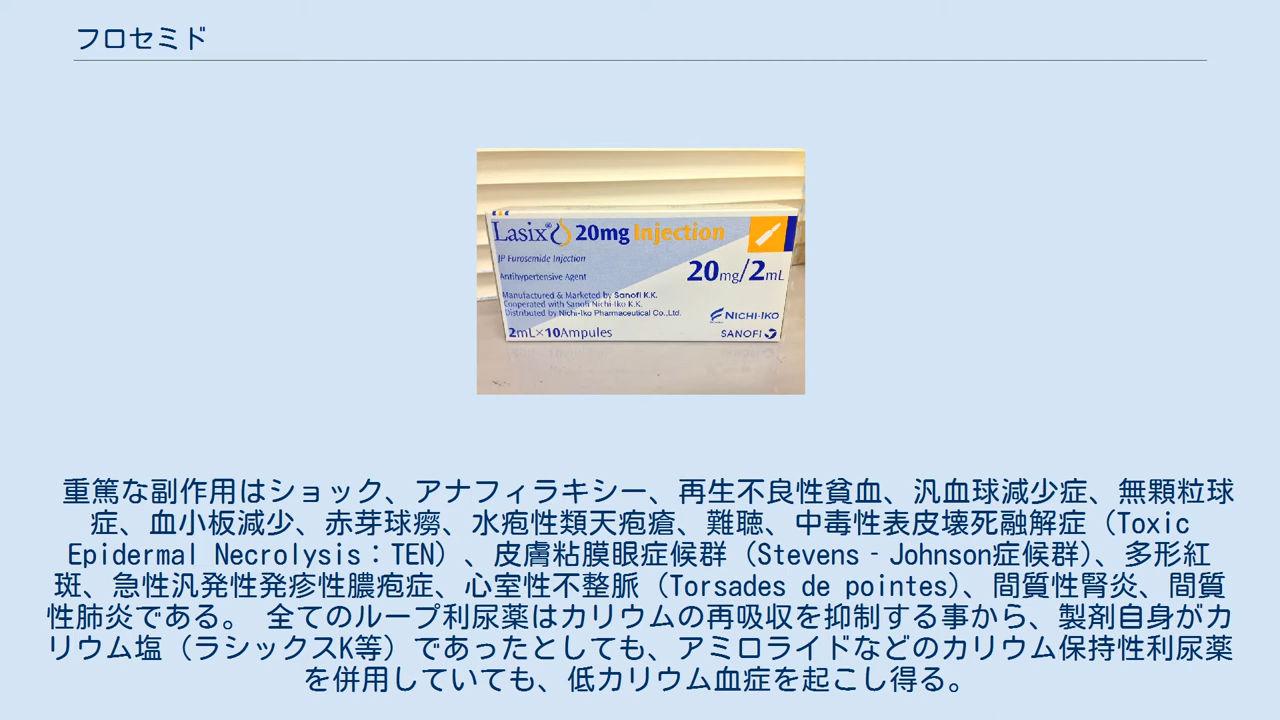 フロセミド
Lasix® 20mg Injection
JP Furosemide Injection
Antihypertensive Agent
20mg/2mL
Manufactured & Marketed by Sanofi K.K.
Cooperated with Sanofi Nichi-Iko K.K.
Distributed by Nichi-Iko Pharmaceutical Co.,Ltd.
NICHI-IKO
2mL×10Ampules
SANOFI
重篤な副作用はショック、アナフィラキシー、再生不良性貧血、汎血球減少症、無顆粒球
症、血小板減少、赤芽球癆、水疱性類天疱瘡、難聴、中毒性表皮壊死融解症（Toxic
Epidermal Necrolysis：TEN）、皮膚粘膜眼症候群（Stevens‐Johnson症候群）、多形紅
斑、急性汎発性発疹性膿疱症、心室性不整脈（Torsades de pointes）、間質性腎炎、間質
性肺炎である。 全てのループ利尿薬はカリウムの再吸収を抑制する事から、製剤自身がカ
リウム塩（ラシックスK等）であったとしても、アミロライドなどのカリウム保持性利尿薬
を併用していても、低カリウム血症を起こし得る。